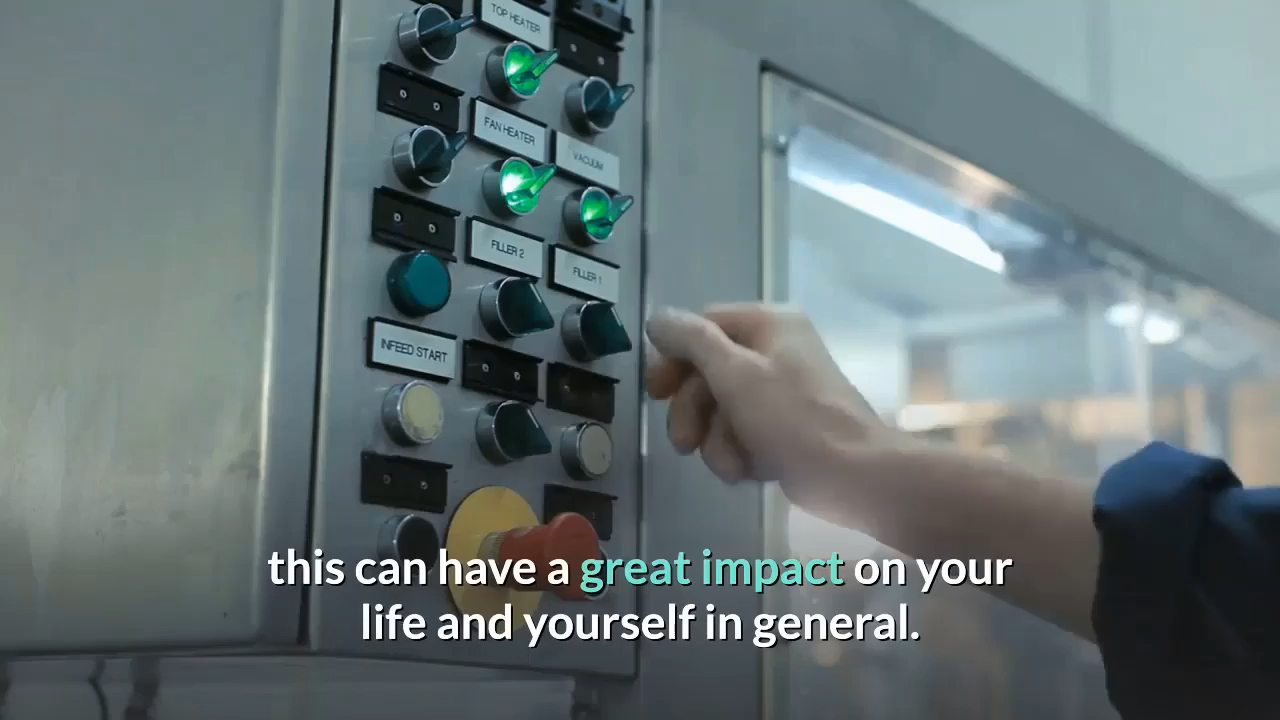 TOP HEATER
FAN HEATER
VACUUM
FILLER 2
FILLER 1
INFEED START
this can have a great impact on your
life and yourself in general.